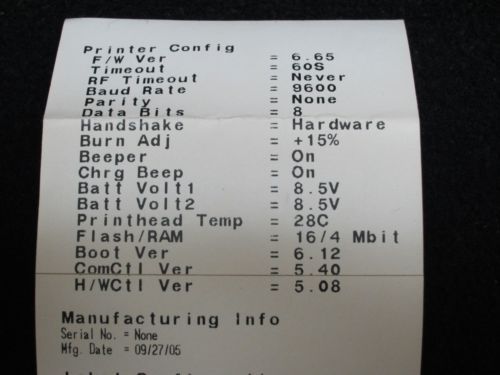 Printer Config
F/W Ver = 6.65
Timeout = 60S
RF Timeout = Never
Baud Rate = 9600
Parity = None
Data Bits = 8
Handshake = Hardware
Burn Adj = +15%
Beeper = On
Chrg Beep = On
Batt Volt1 = 8.5V
Batt Volt2 = 8.5V
Printhead Temp = 28C
Flash/RAM = 16/4 Mbit
Boot Ver = 6.12
ComCtl Ver = 5.40
H/WCtl Ver = 5.08
Manufacturing Info
Serial No. = None
Mfg. Date = 09/27/05